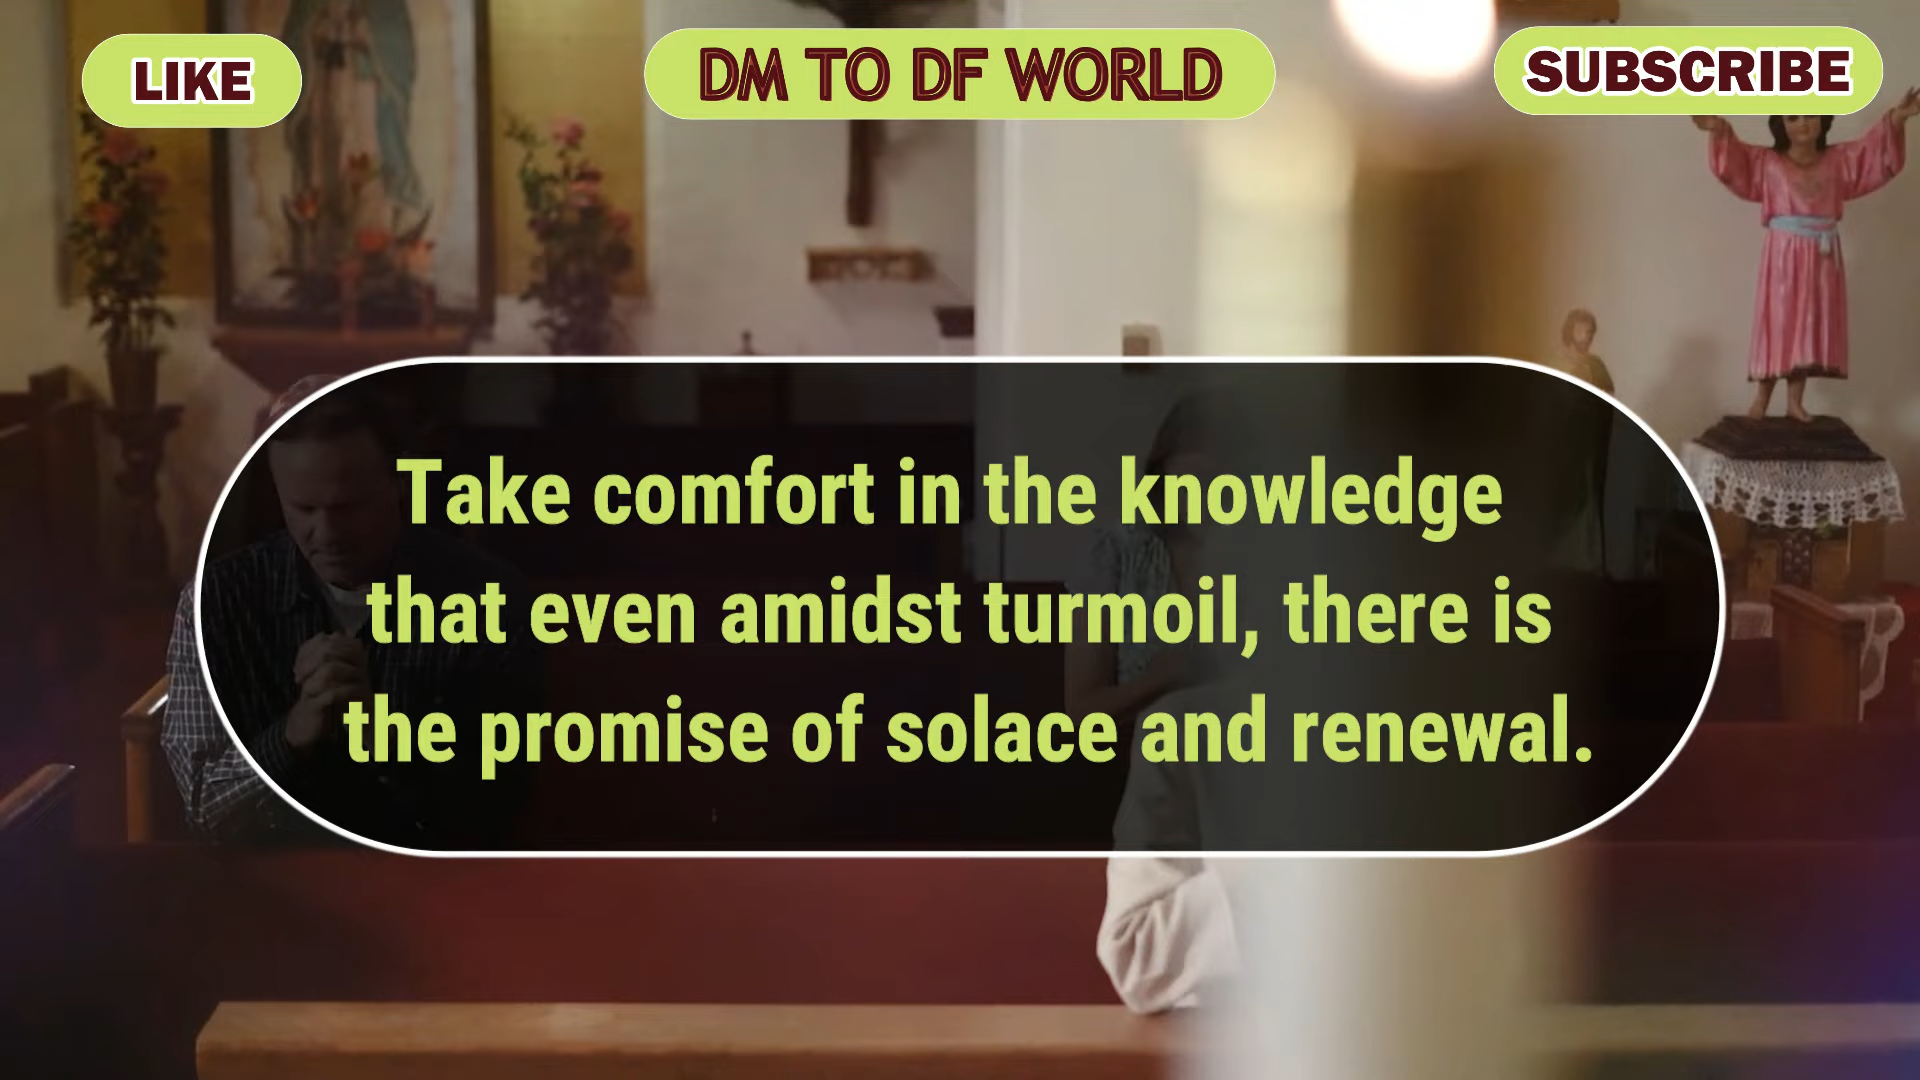 LIKE
DM TO DF WORLD
SUBSCRIBE
Take comfort in the knowledge
that even amidst turmoil, there is
the promise of solace and renewal.